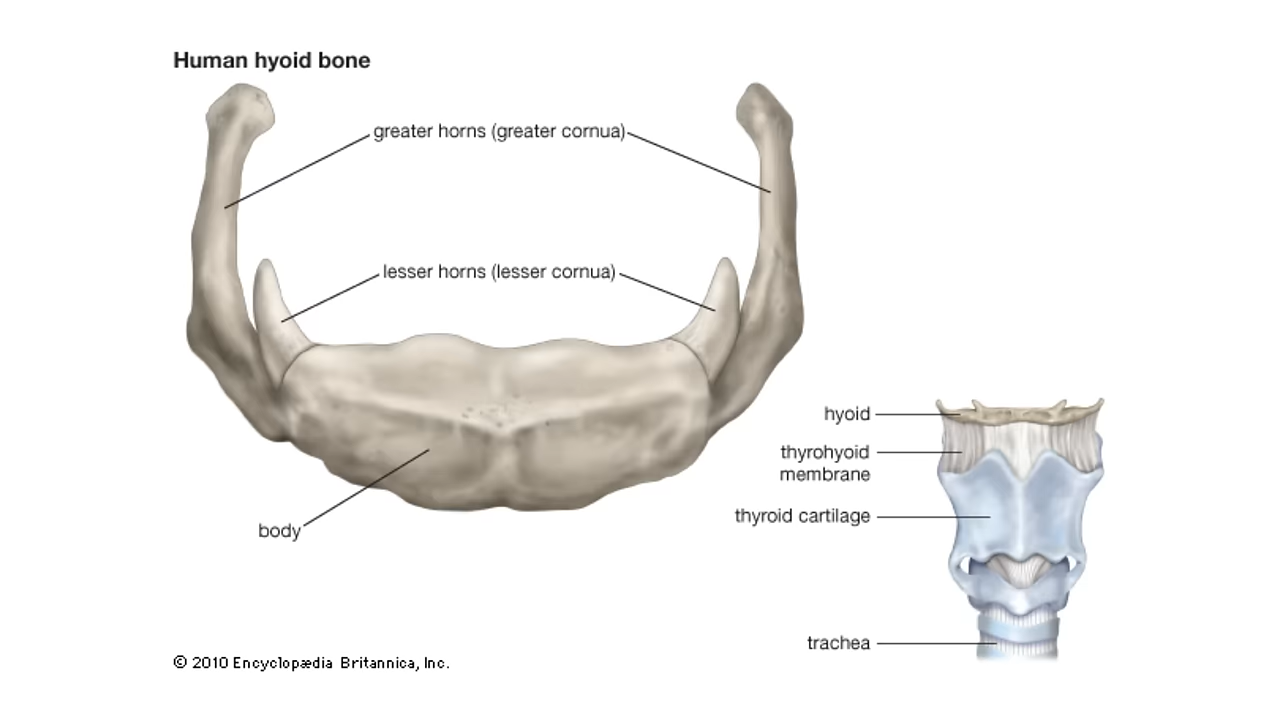 Human hyoid bone
greater horns (greater cornua)
lesser horns (lesser cornua)
body
hyoid
thyrohyoid
membrane
thyroid cartilage
trachea
© 2010 Encyclopædia Britannica, Inc.